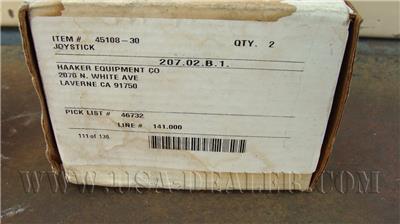 ITEM #. 45108-30 QTY. 2
JOYSTICK
207.02.B.1.
HAAKER EQUIPMENT CO
2070 N. WHITE AVE
LAVERNE CA 91750
PICK LIST # 46732
LINE #. 141.000
111 of 136
WWW.USA-DEALER.COM